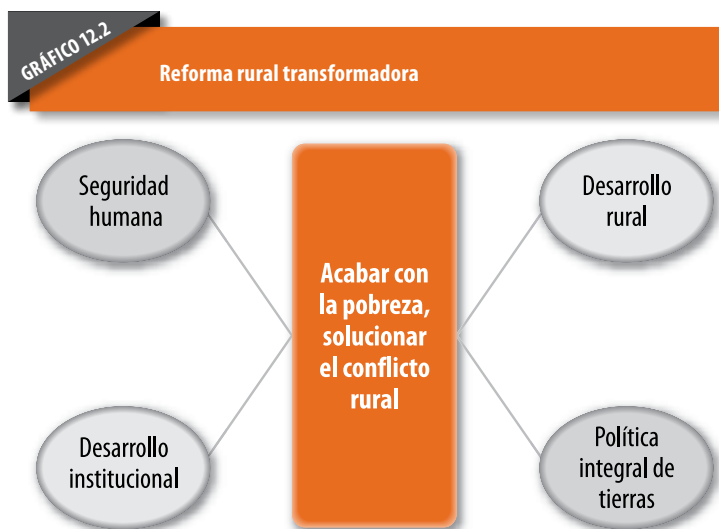 GRÁFICO 12.2
Reforma rural transformadora
Seguridad
humana
Desarrollo
rural
Acabar con
la pobreza,
solucionar
el conflicto
rural
Desarrollo
institucional
Política
integral de
tierras